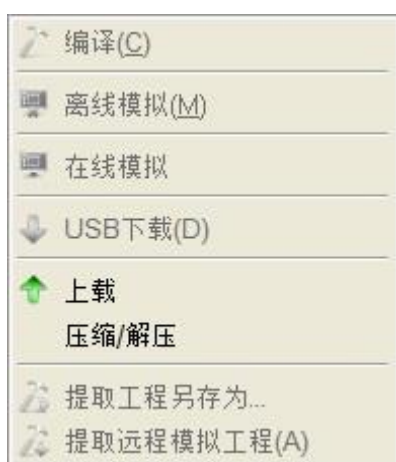 编译(C)
离线模拟(M)
在线模拟
USB下载(D)
上载
压缩/解压
提取工程另存为...
提取远程模拟工程(A)